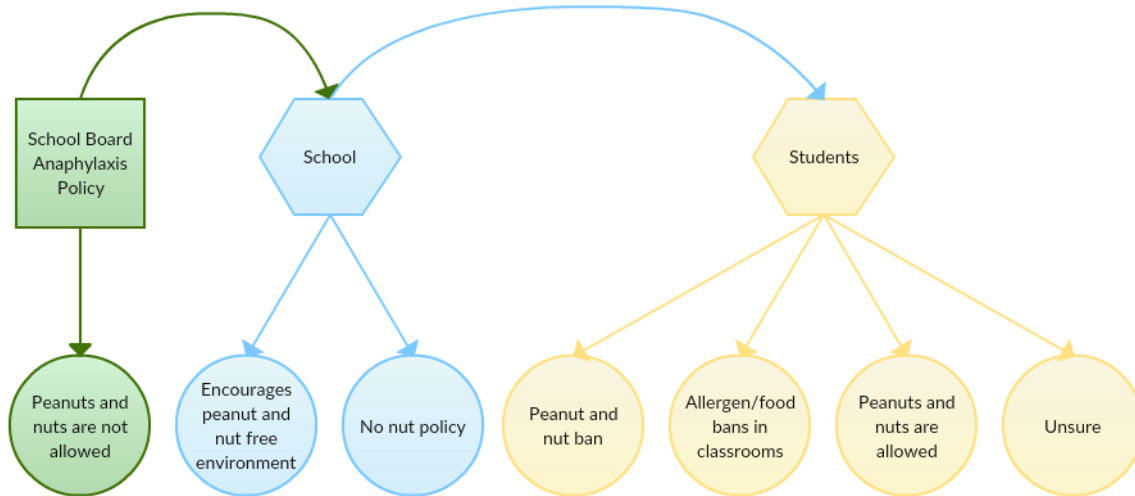 School Board
Anaphylaxis
Policy
School
Students
Peanuts and
nuts are not
allowed
Encourages
peanut and
nut free
environment
No nut policy
Peanut and
nut ban
Allergen/food
bans in
classrooms
Peanuts and
nuts are
allowed
Unsure